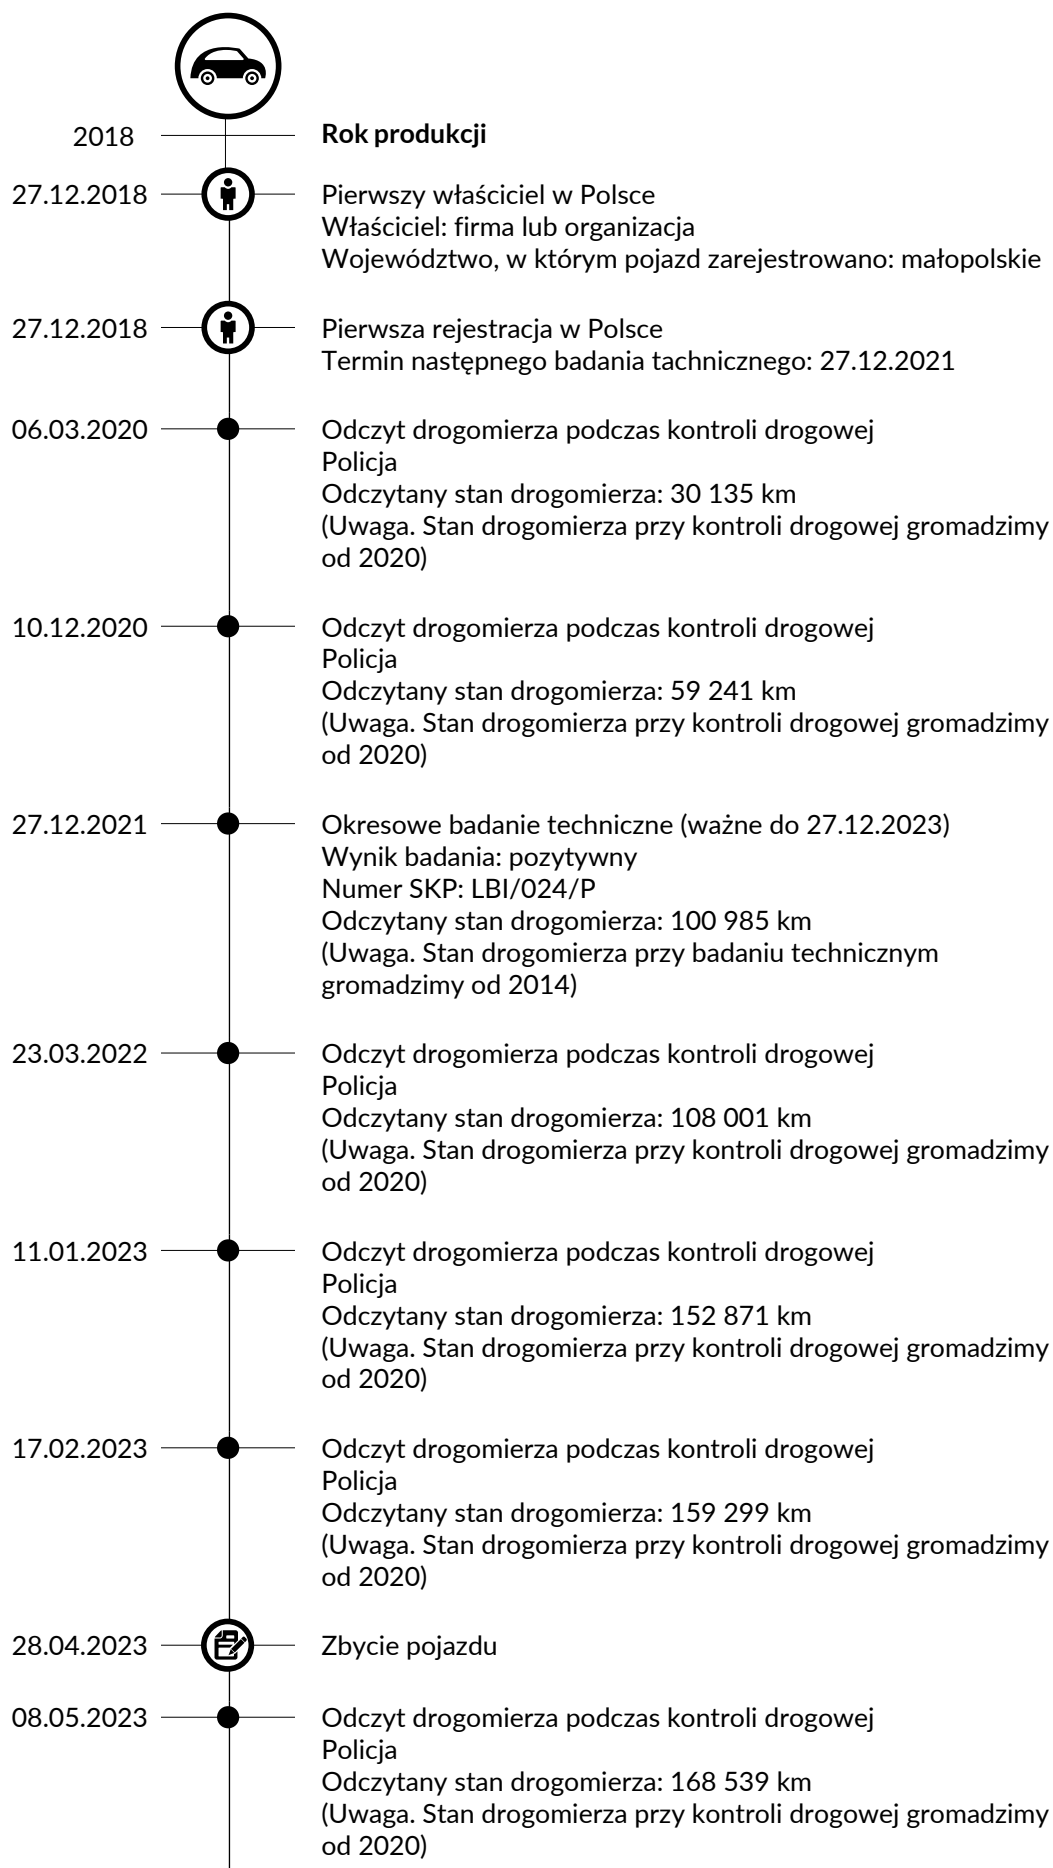 2018 Rok produkcji
27.12.2018 Pierwszy właściciel w Polsce
Właściciel: firma lub organizacja
Województwo, w którym pojazd zarejestrowano: małopolskie
27.12.2018 Pierwsza rejestracja w Polsce
Termin następnego badania tachnicznego: 27.12.2021
06.03.2020 Odczyt drogomierza podczas kontroli drogowej
Policja
Odczytany stan drogomierza: 30 135 km
(Uwaga. Stan drogomierza przy kontroli drogowej gromadzimy
od 2020)
10.12.2020 Odczyt drogomierza podczas kontroli drogowej
Policja
Odczytany stan drogomierza: 59 241 km
(Uwaga. Stan drogomierza przy kontroli drogowej gromadzimy
od 2020)
27.12.2021 Okresowe badanie techniczne (ważne do 27.12.2023)
Wynik badania: pozytywny
Numer SKP: LBI/024/P
Odczytany stan drogomierza: 100 985 km
(Uwaga. Stan drogomierza przy badaniu technicznym
gromadzimy od 2014)
23.03.2022 Odczyt drogomierza podczas kontroli drogowej
Policja
Odczytany stan drogomierza: 108 001 km
(Uwaga. Stan drogomierza przy kontroli drogowej gromadzimy
od 2020)
11.01.2023 Odczyt drogomierza podczas kontroli drogowej
Policja
Odczytany stan drogomierza: 152 871 km
(Uwaga. Stan drogomierza przy kontroli drogowej gromadzimy
od 2020)
17.02.2023 Odczyt drogomierza podczas kontroli drogowej
Policja
Odczytany stan drogomierza: 159 299 km
(Uwaga. Stan drogomierza przy kontroli drogowej gromadzimy
od 2020)
28.04.2023 Zbycie pojazdu
08.05.2023 Odczyt drogomierza podczas kontroli drogowej
Policja
Odczytany stan drogomierza: 168 539 km
(Uwaga. Stan drogomierza przy kontroli drogowej gromadzimy
od 2020)